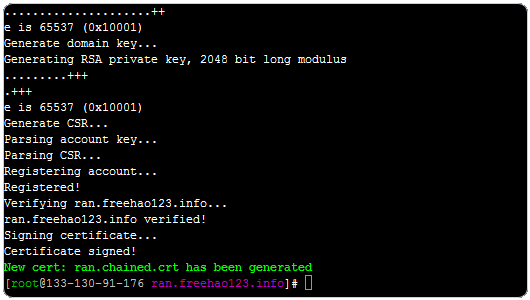 .....................++
e is 65537 (0x10001)
Generate domain key...
Generating RSA private key, 2048 bit long modulus
.........+++
.+++
e is 65537 (0x10001)
Generate CSR...
Parsing account key...
Parsing CSR...
Registering account...
Registered!
Verifying ran.freehao123.info...
ran.freehao123.info verified!
Signing certificate...
Certificate signed!
New cert: ran.chained.crt has been generated
[root@133-130-91-176 ran.freehao123.info]#